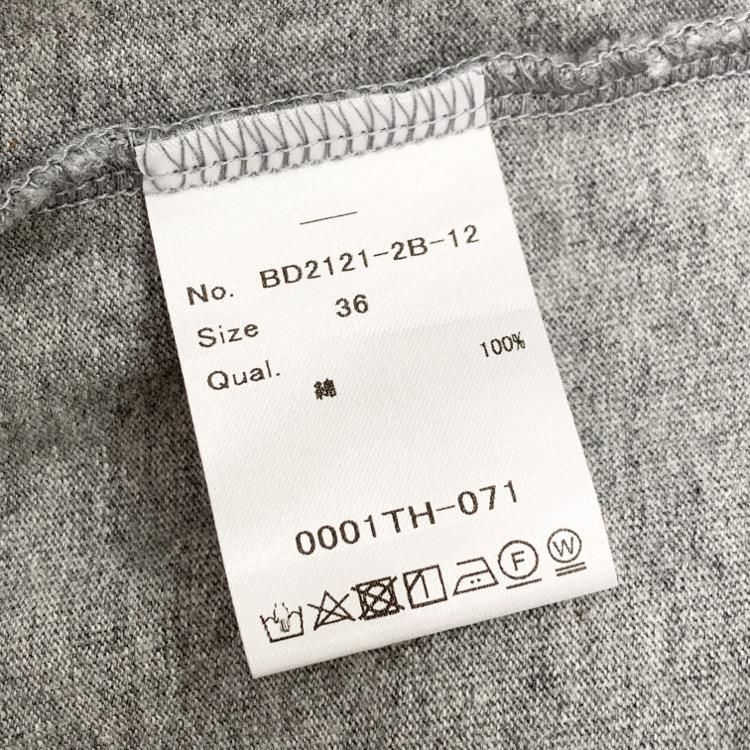 No. BD2121-2B-12
Size 36
Qual.
綿 100%
0001TH-071
F W